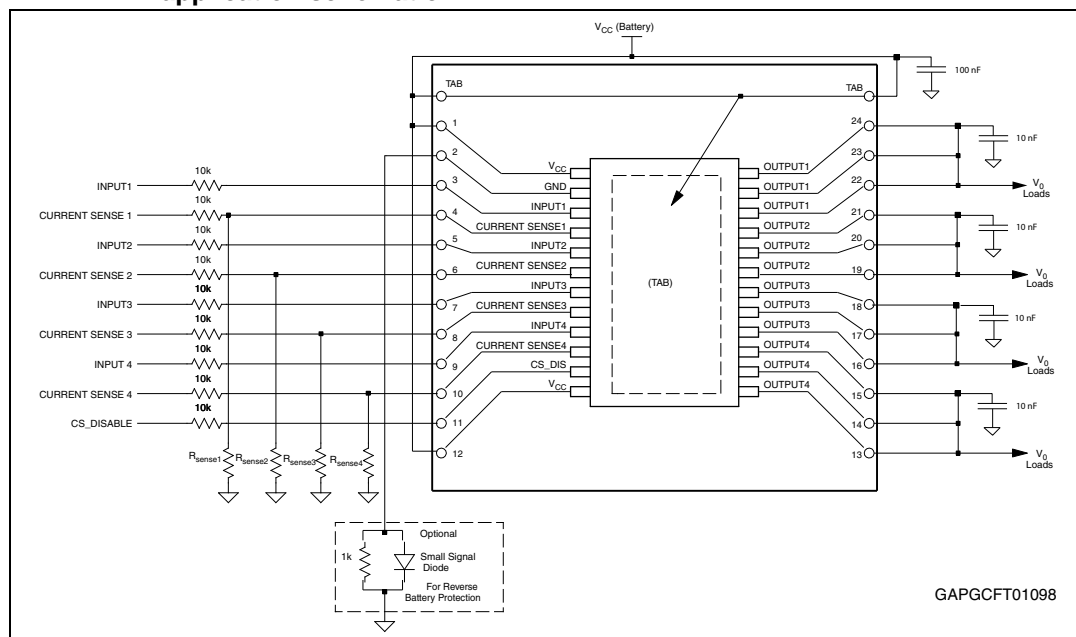 V_CC (Battery)
TAB
TAB
100 nF
1
24
10 nF
2
23
V_CC
OUTPUT1
INPUT1
10k
3
GND
OUTPUT1
22
V_0
Loads
CURRENT SENSE 1
10k
4
INPUT1
OUTPUT1
21
CURRENT SENSE1
OUTPUT2
10 nF
INPUT2
10k
5
INPUT2
OUTPUT2
20
CURRENT SENSE 2
10k
6
CURRENT SENSE2
(TAB)
OUTPUT2
19
V_0
Loads
INPUT3
10k
7
INPUT3
OUTPUT3
18
CURRENT SENSE3
OUTPUT3
10 nF
CURRENT SENSE 3
10k
8
INPUT4
OUTPUT3
17
INPUT 4
10k
9
CURRENT SENSE4
OUTPUT4
16
V_0
Loads
CURRENT SENSE 4
10k
10
CS_DIS
OUTPUT4
15
V_CC
OUTPUT4
10 nF
CS_DISABLE
10k
11
14
12
13
V_0
Loads
R_sense1
R_sense2
R_sense3
R_sense4
Optional
1k
Small Signal
Diode
For Reverse
Battery Protection
GAPGCFT01098